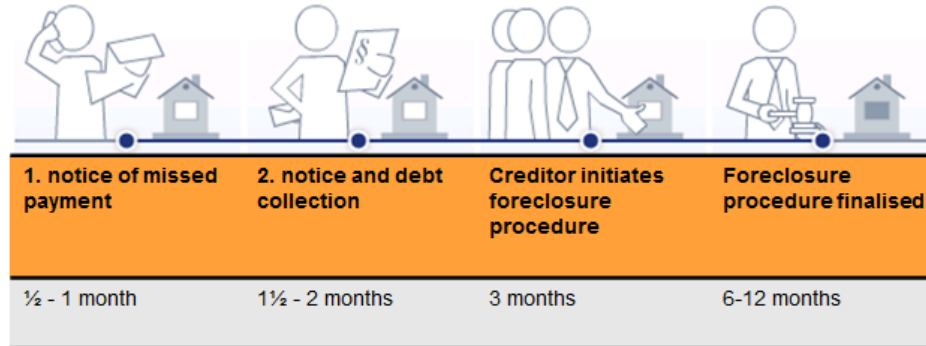 §
1. notice of missed
payment
2. notice and debt
collection
Creditor initiates
foreclosure
procedure
Foreclosure
procedure finalised
½ - 1 month
1½ - 2 months
3 months
6-12 months